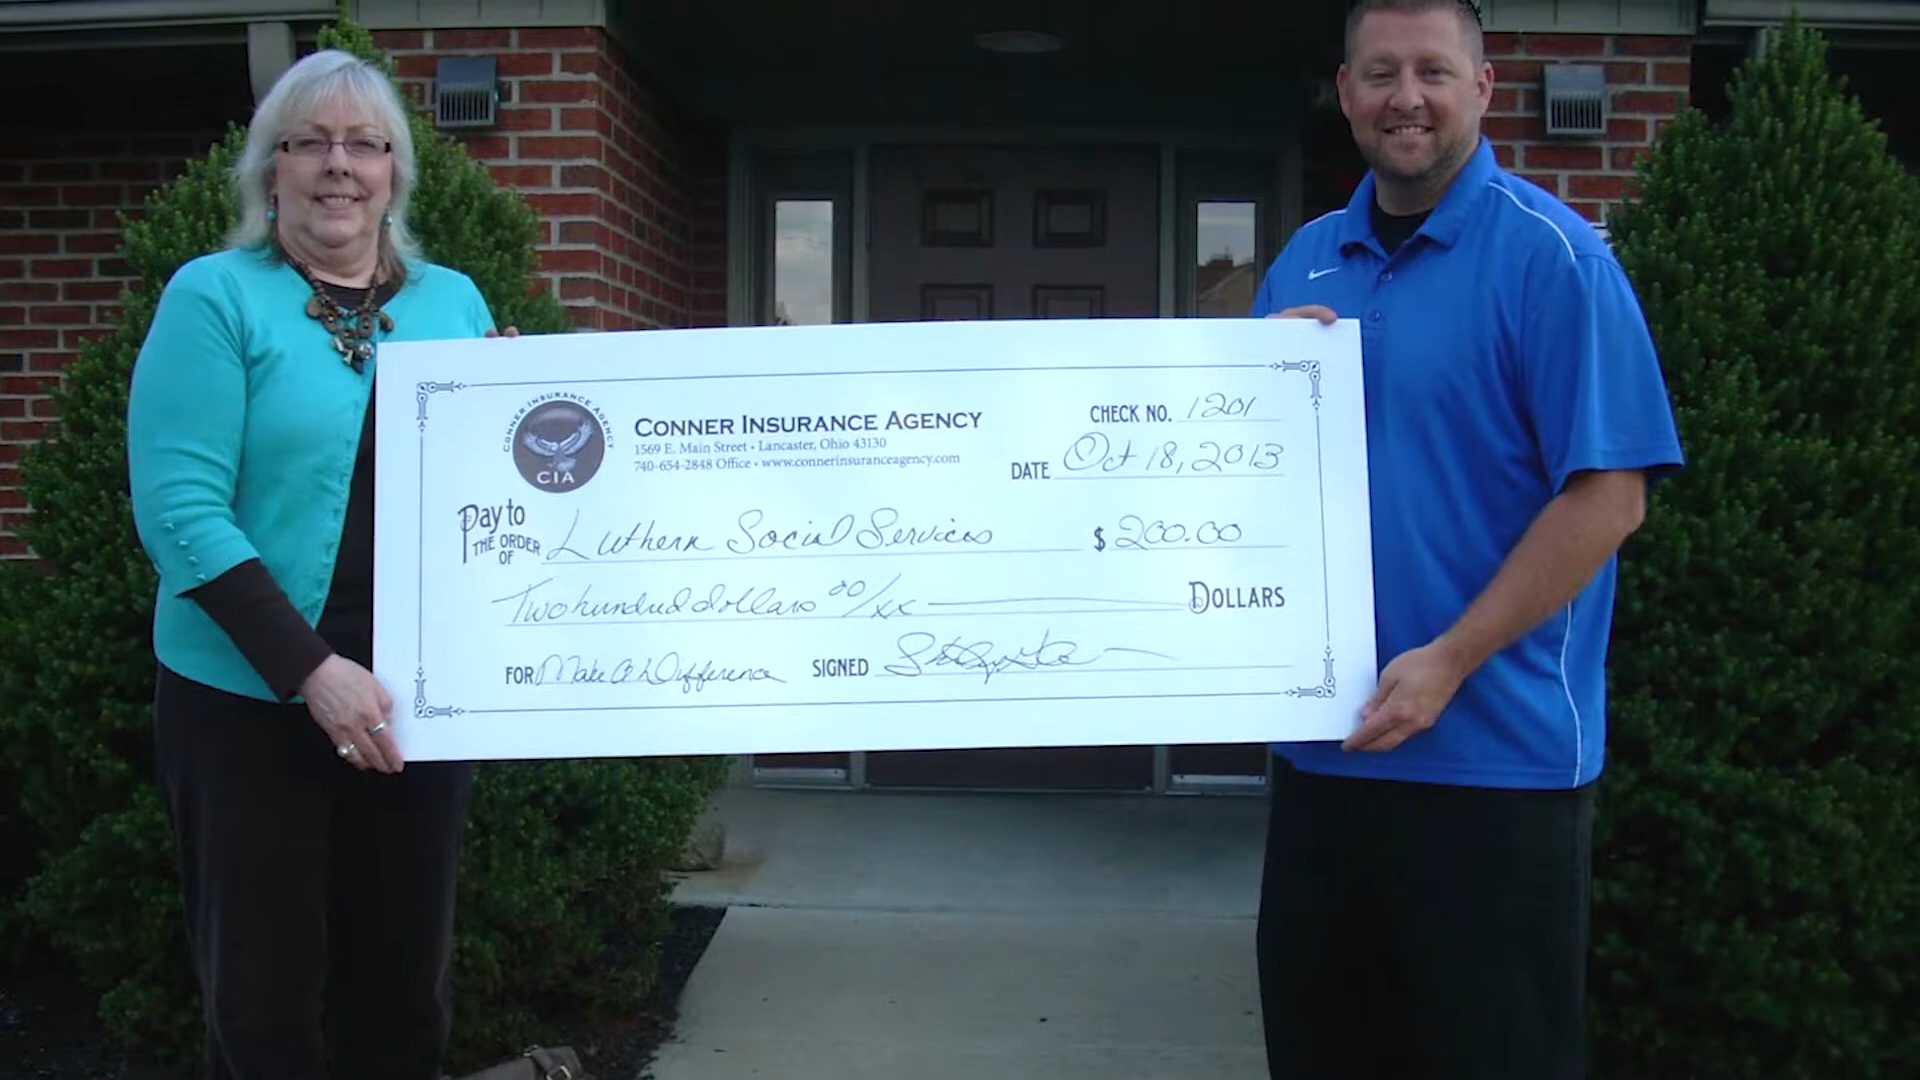 CONNER INSURANCE AGENCY
CIA
CONNER INSURANCE AGENCY
1569 E. Main Street • Lancaster, Ohio 43130
740-654-2848 Office • www.connerinsuranceagency.com
CHECK NO. 1201
DATE Oct 18, 2013
Pay to THE ORDER OF Luthern Social Services $ 200.00
Two hundred dollars 00/xx DOLLARS
FOR Make A Difference SIGNED